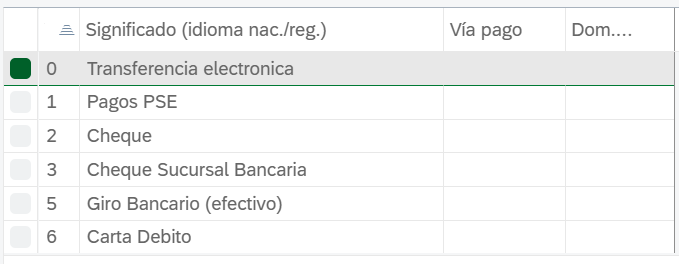 Significado (idioma nac./reg.) Vía pago Dom....
0 Transferencia electronica
1 Pagos PSE
2 Cheque
3 Cheque Sucursal Bancaria
5 Giro Bancario (efectivo)
6 Carta Debito